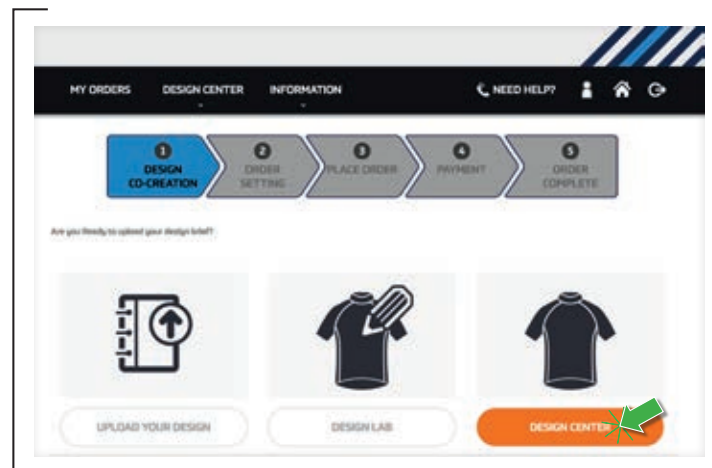 MY ORDERS DESIGN CENTER INFORMATION NEED HELP?
1 2 3 4 5
DESIGN CO-CREATION
ORDER SETTING
PLACE ORDER
PAYMENT
ORDER COMPLETE
Are you Ready to upload your design brief?
UPLOAD YOUR DESIGN DESIGN LAB DESIGN CENTER